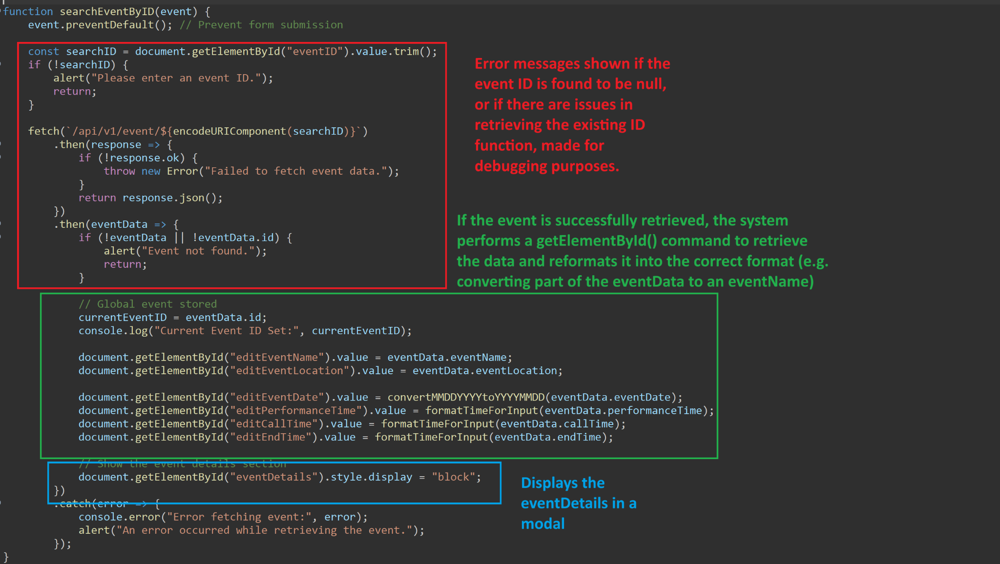 function searchEventByID(event) {
event.preventDefault(); // Prevent form submission
const searchID = document.getElementById("eventID").value.trim();
if (!searchID) {
alert("Please enter an event ID.");
return;
}
fetch(`/api/v1/event/${encodeURIComponent(searchID)}`)
.then(response => {
if (!response.ok) {
throw new Error("Failed to fetch event data.");
}
return response.json();
})
.then(eventData => {
if (!eventData || !eventData.id) {
alert("Event not found.");
return;
}
Error messages shown if the
event ID is found to be null,
or if there are issues in
retrieving the existing ID
function, made for
debugging purposes.
If the event is successfully retrieved, the system
performs a getElementById() command to retrieve
the data and reformats it into the correct format (e.g.
converting part of the eventData to an eventName)
// Global event stored
currentEventID = eventData.id;
console.log("Current Event ID Set:", currentEventID);
document.getElementById("editEventName").value = eventData.eventName;
document.getElementById("editEventLocation").value = eventData.eventLocation;
document.getElementById("editEventDate").value = convertMMDDYYYYtoYYYYMMDD(eventData.eventDate);
document.getElementById("editPerformanceTime").value = formatTimeForInput(eventData.performanceTime);
document.getElementById("editCallTime").value = formatTimeForInput(eventData.callTime);
document.getElementById("editEndTime").value = formatTimeForInput(eventData.endTime);
// Show the event details section
document.getElementById("eventDetails").style.display = "block";
})
.catch(error => {
console.error("Error fetching event:", error);
alert("An error occurred while retrieving the event.");
});
}
Displays the
eventDetails in a
modal